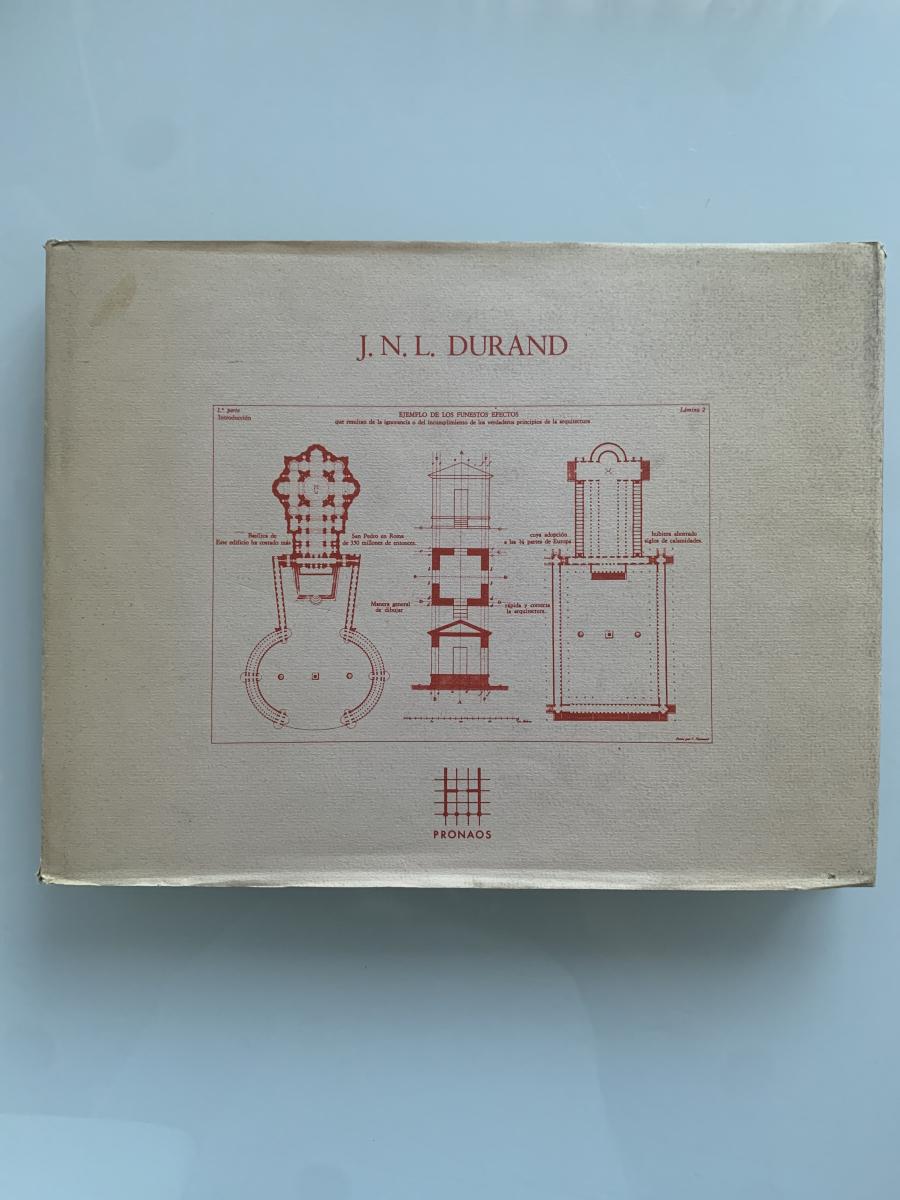 J. N. L. DURAND
1.ª parte
Introducción
Lámina 2
EJEMPLO DE LOS FUNESTOS EFECTOS
que resultan de la ignorancia o del incumplimiento de los verdaderos principios de la arquitectura
Basílica de San Pedro en Roma
Este edificio ha costado más de 350 millones de entonces.
cuya adopción hubiera ahorrado
a las ¾ partes de Europa siglos de calamidades.
Manera general rápida y correcta
de dibujar la arquitectura.
PRONAOS